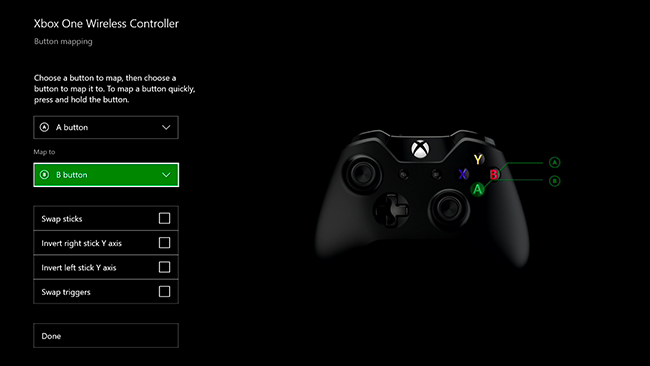 Xbox One Wireless Controller
Button mapping
Choose a button to map, then choose a
button to map it to. To map a button quickly,
press and hold the button.
A A button
Map to
B B button
Swap sticks
Invert right stick Y axis
Invert left stick Y axis
Swap triggers
Done
Y
X B
A
A
B